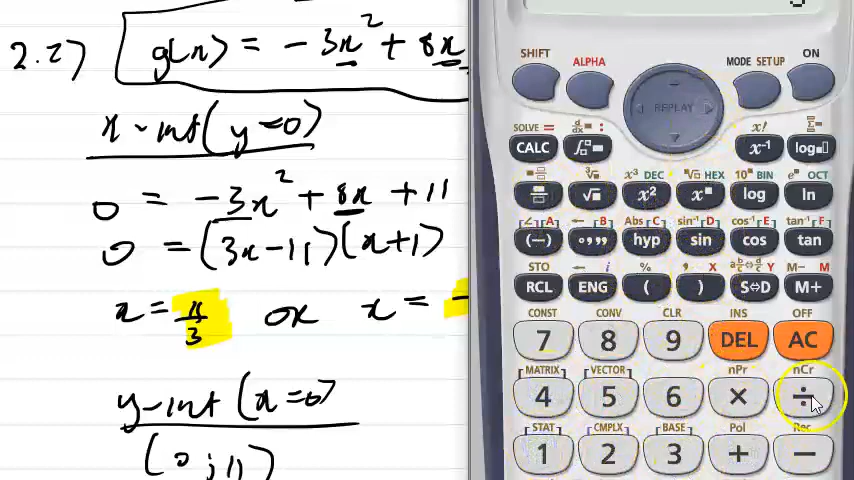 2.2) g(x) = -3x² + 8x
x-int (y=0)
0 = -3x² + 8x + 11
0 = (3x-11)(x+1)
x = 11/3 or x = -
y-int (x=0)
(0;11)
SHIFT ALPHA MODE SETUP ON
REPLAY
SOLVE = d/dx : x! Σ=
CALC ∫ x⁻¹ log
x³ DEC ˣ√ HEX 10ˣ BIN eˣ OCT
√ x² xⁿ log ln
[∠] [A ← [B Abs [C sin⁻¹ [D cos⁻¹ [E tan⁻¹ [F
(−) °,,, hyp sin cos tan
STO ← i % , X a b/c ⇔ d/c Y M− M
RCL ENG ( ) S⇔D M+
CONST CONV CLR INS OFF
7 8 9 DEL AC
[MATRIX] [VECTOR] nPr nCr
4 5 6 × ÷
[STAT] [CMPLX] [BASE] Pol Rec
1 2 3 + −